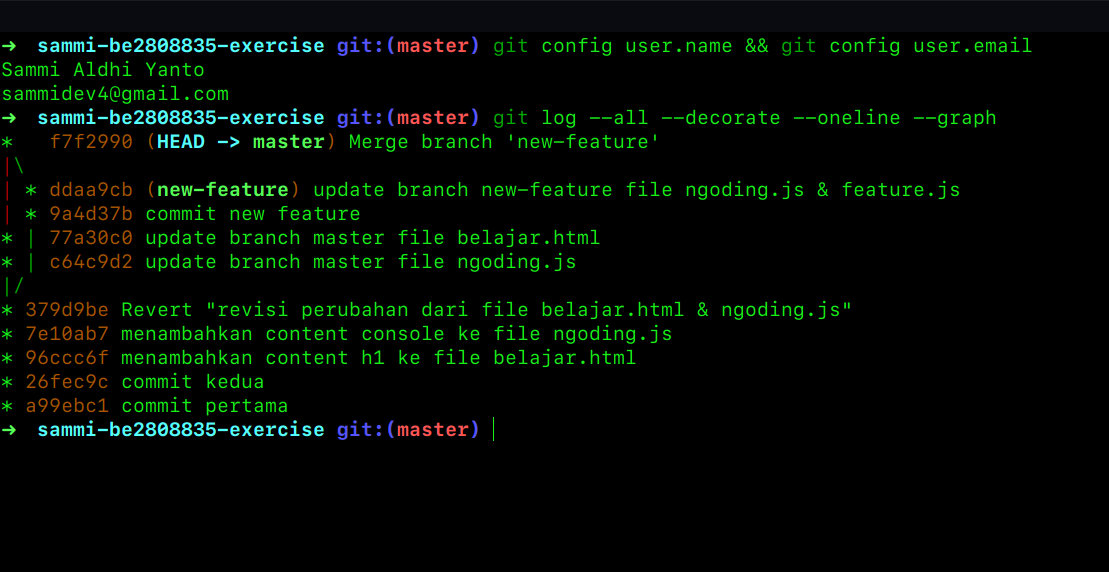 ➜  sammi-be2808835-exercise git:(master) git config user.name && git config user.email
Sammi Aldhi Yanto
sammidev4@gmail.com
➜  sammi-be2808835-exercise git:(master) git log --all --decorate --oneline --graph
*   f7f2990 (HEAD -> master) Merge branch 'new-feature'
|\
| * ddaa9cb (new-feature) update branch new-feature file ngoding.js & feature.js
| * 9a4d37b commit new feature
* | 77a30c0 update branch master file belajar.html
* | c64c9d2 update branch master file ngoding.js
|/
* 379d9be Revert "revisi perubahan dari file belajar.html & ngoding.js"
* 7e10ab7 menambahkan content console ke file ngoding.js
* 96ccc6f menambahkan content h1 ke file belajar.html
* 26fec9c commit kedua
* a99ebc1 commit pertama
➜  sammi-be2808835-exercise git:(master)